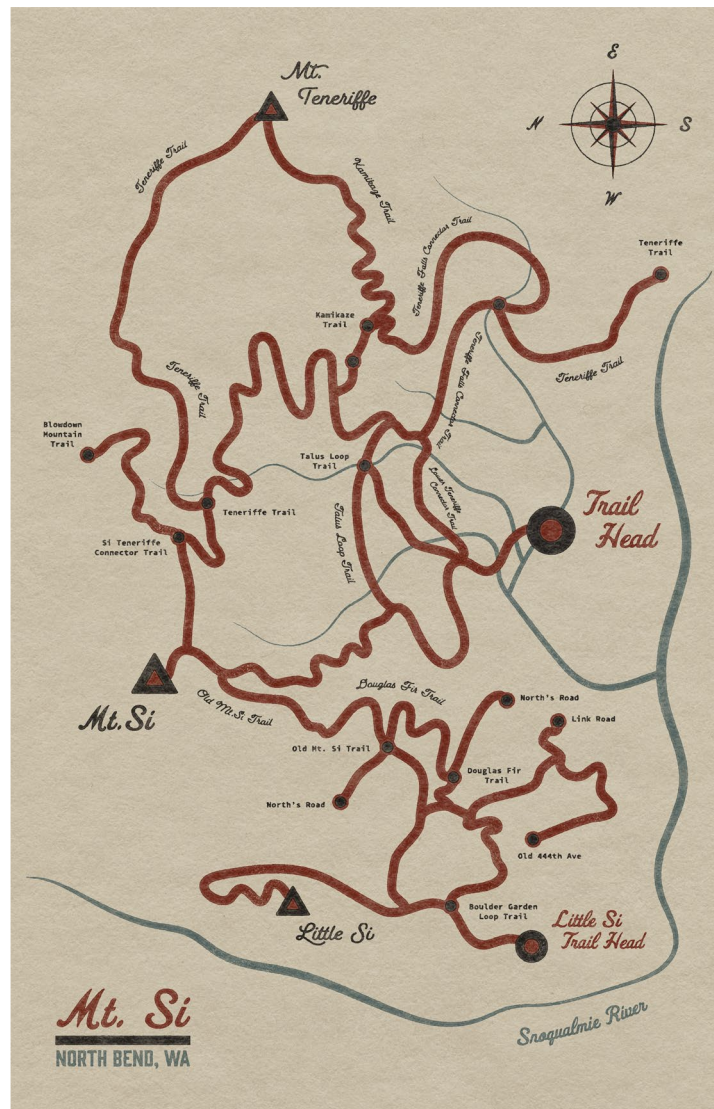 Mt.
Teneriffe
E
N
S
W
Teneriffe Trail
Kamikaze Trail
Teneriffe Falls Connector Trail
Teneriffe
Trail
Kamikaze
Trail
Teneriffe Falls Connector Trail
Teneriffe Trail
Teneriffe Trail
Blowdown
Mountain
Trail
Talus Loop
Trail
Lower Teneriffe
Connector Trail
Teneriffe Trail
Trail
Head
Si Teneriffe
Connector Trail
Talus Loop Trail
Mt.Si
Old Mt.Si Trail
Douglas Fir Trail
North's Road
Link Road
Old Mt. Si Trail
Douglas Fir
Trail
North's Road
Old 444th Ave
Boulder Garden
Loop Trail
Little Si
Little Si
Trail Head
Mt. Si
NORTH BEND, WA
Snoqualmie River